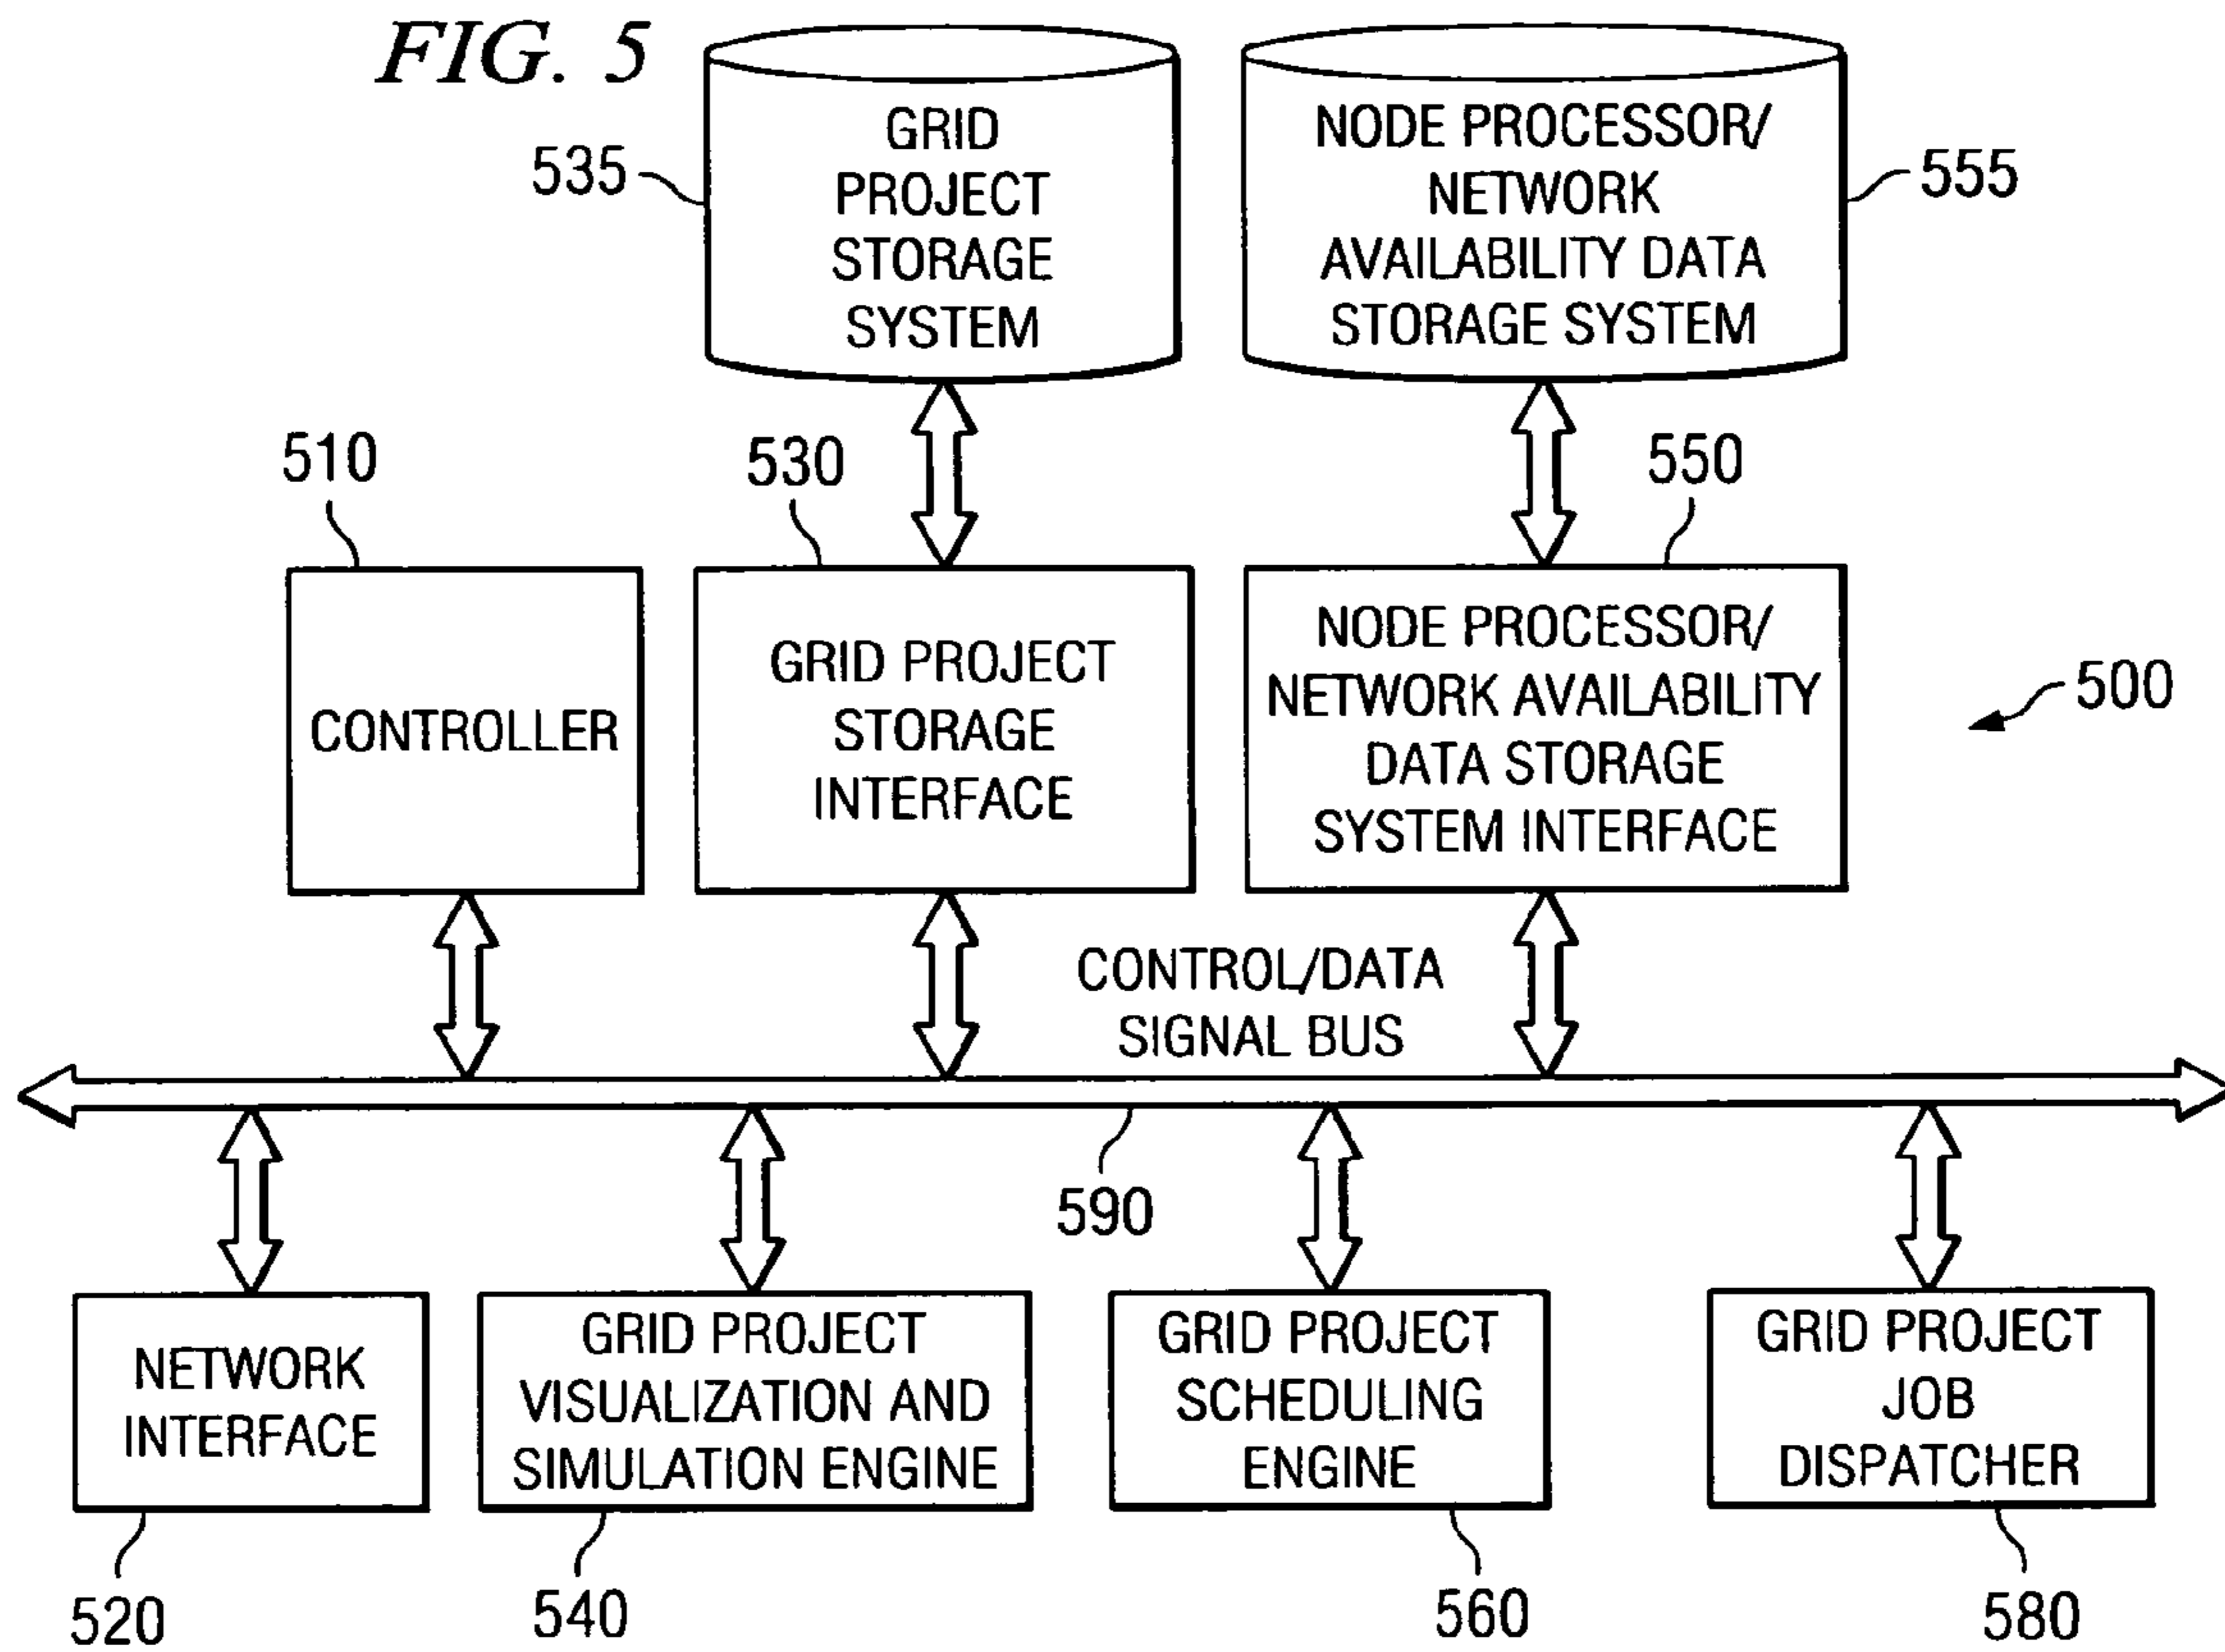 FIG. 5
GRID
PROJECT
STORAGE
SYSTEM
535
NODE PROCESSOR/
NETWORK
AVAILABILITY DATA
STORAGE SYSTEM
555
510
530
550
CONTROLLER
GRID PROJECT
STORAGE
INTERFACE
NODE PROCESSOR/
NETWORK AVAILABILITY
DATA STORAGE
SYSTEM INTERFACE
500
CONTROL/DATA
SIGNAL BUS
590
NETWORK
INTERFACE
GRID PROJECT
VISUALIZATION AND
SIMULATION ENGINE
GRID PROJECT
SCHEDULING
ENGINE
GRID PROJECT
JOB
DISPATCHER
520
540
560
580